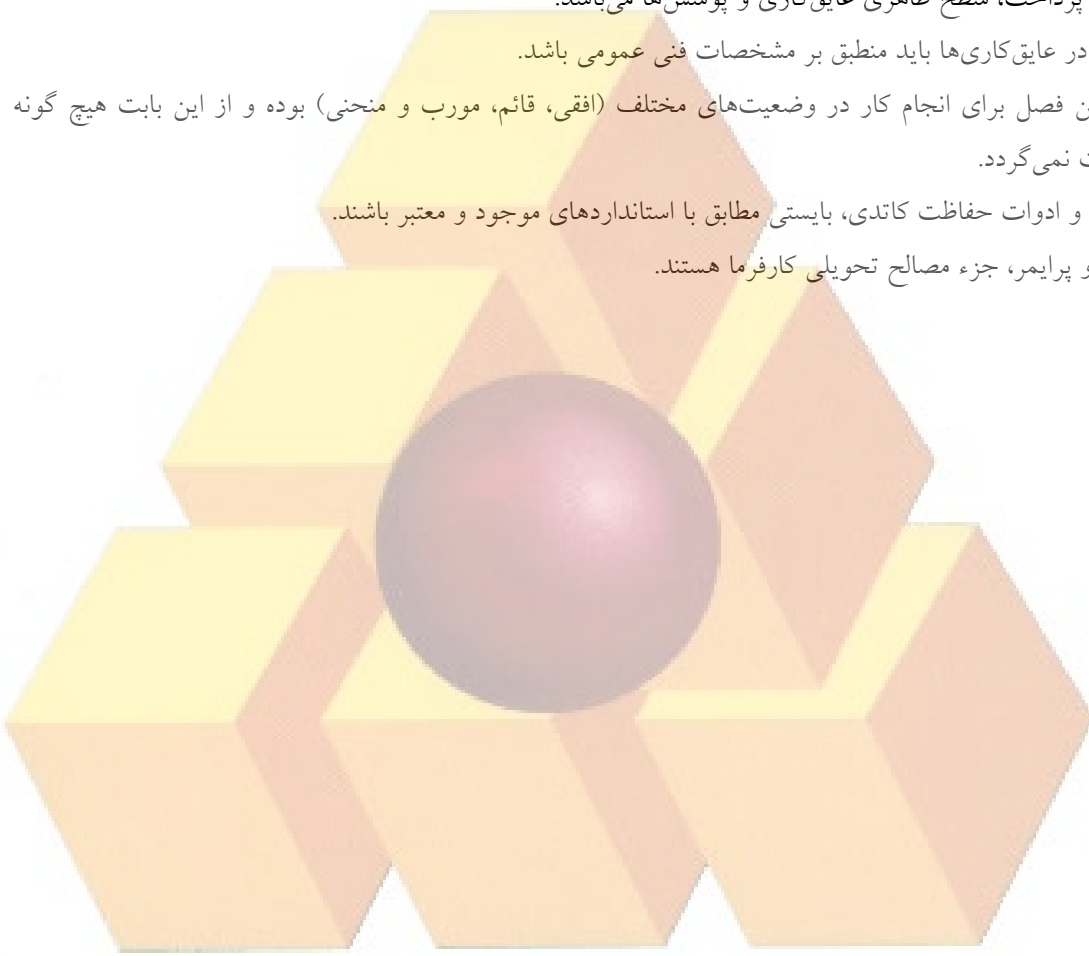 پرداخت، سطح ظاهری عایق‌کاری و پوشش‌ها می‌باشد.
در عایق‌کاری‌ها باید منطبق بر مشخصات فنی عمومی باشد.
فصل برای انجام کار در وضعیت‌های مختلف (افقی، قائم، مورب و منحنی) بوده و از این بابت هیچ گونه
نمی‌گردد.
و ادوات حفاظت کاتدی، بایستی مطابق با استانداردهای موجود و معتبر باشند.
و پرایمر، جزء مصالح تحویلی کارفرما هستند.